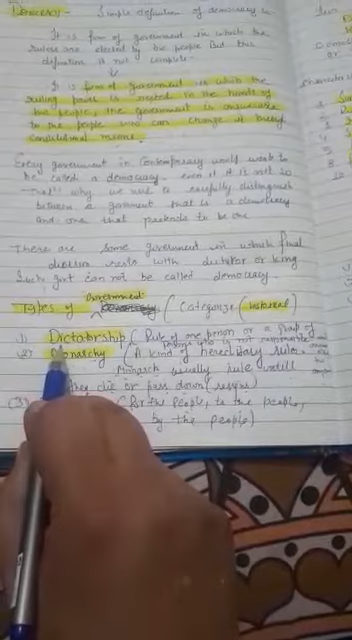 Democracy - Simple definition of democracy is -
It is form of government in which the
rulers are elected by the people But this
definition is not complete.
It is form of government in which the
ruling power is vested in the hands of
the people, the government is answerable
to the people who can change it through
constitutional means.
Every government in contemporary world wants to
be called a democracy even if it is not so
That's why we need to carefully distinguish
between a government that is a democracy
and one that pretends to be one
There are some government in which final
decision rests with dictator or king
Such govt can not be called democracy.
Types of Government (Categorize
(1) Dictatorship (Rule of one person or a group of
persons who is not responsible
(2) Monarchy (A kind of hereditary rule.
Monarch usually rule untill
they die or pass down (resigns)
(3) (For the people, to the people,
by the people)